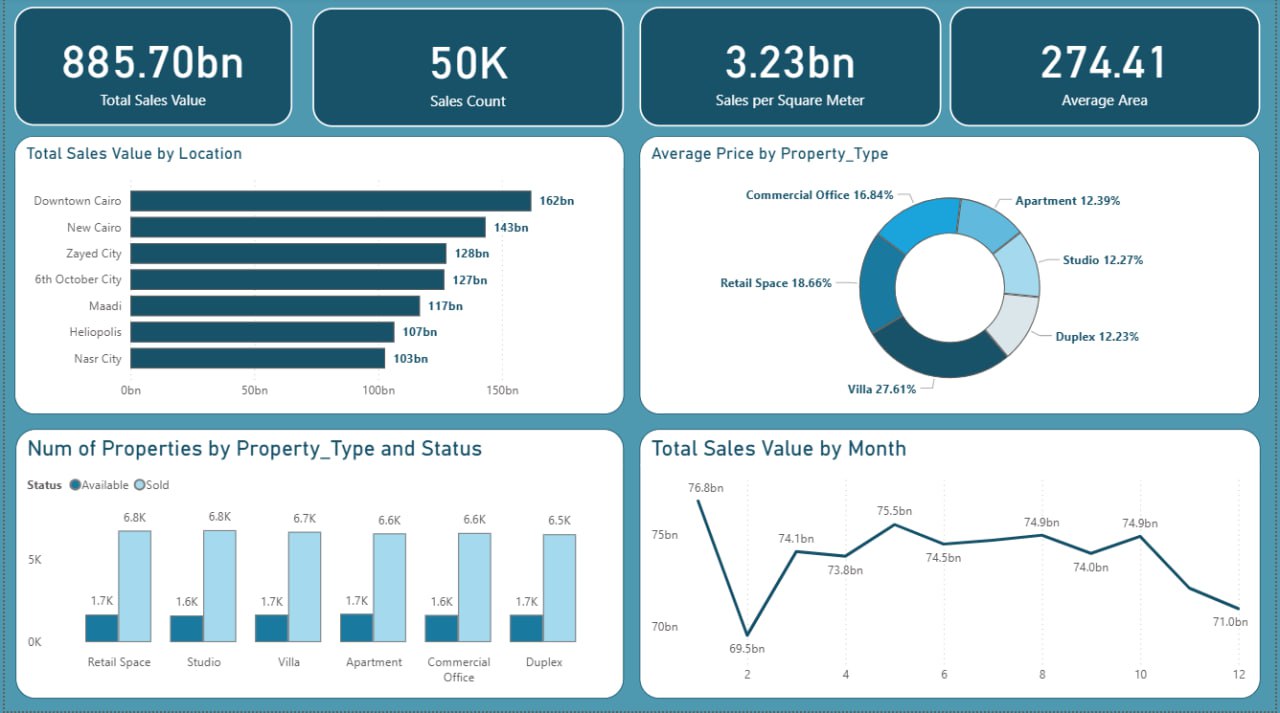 885.70bn
Total Sales Value
50K
Sales Count
3.23bn
Sales per Square Meter
274.41
Average Area
Total Sales Value by Location
Downtown Cairo 162bn
New Cairo 143bn
Zayed City 128bn
6th October City 127bn
Maadi 117bn
Heliopolis 107bn
Nasr City 103bn
0bn 50bn 100bn 150bn
Average Price by Property_Type
Commercial Office 16.84%
Apartment 12.39%
Studio 12.27%
Retail Space 18.66%
Duplex 12.23%
Villa 27.61%
Num of Properties by Property_Type and Status
Status Available Sold
6.8K 6.8K 6.7K 6.6K 6.6K 6.5K
5K
1.7K 1.6K 1.7K 1.7K 1.6K 1.7K
0K
Retail Space Studio Villa Apartment Commercial Duplex
Office
Total Sales Value by Month
76.8bn
75.5bn
74.9bn 74.9bn
75bn
74.1bn
74.5bn
73.8bn
74.0bn
70bn
71.0bn
69.5bn
2 4 6 8 10 12